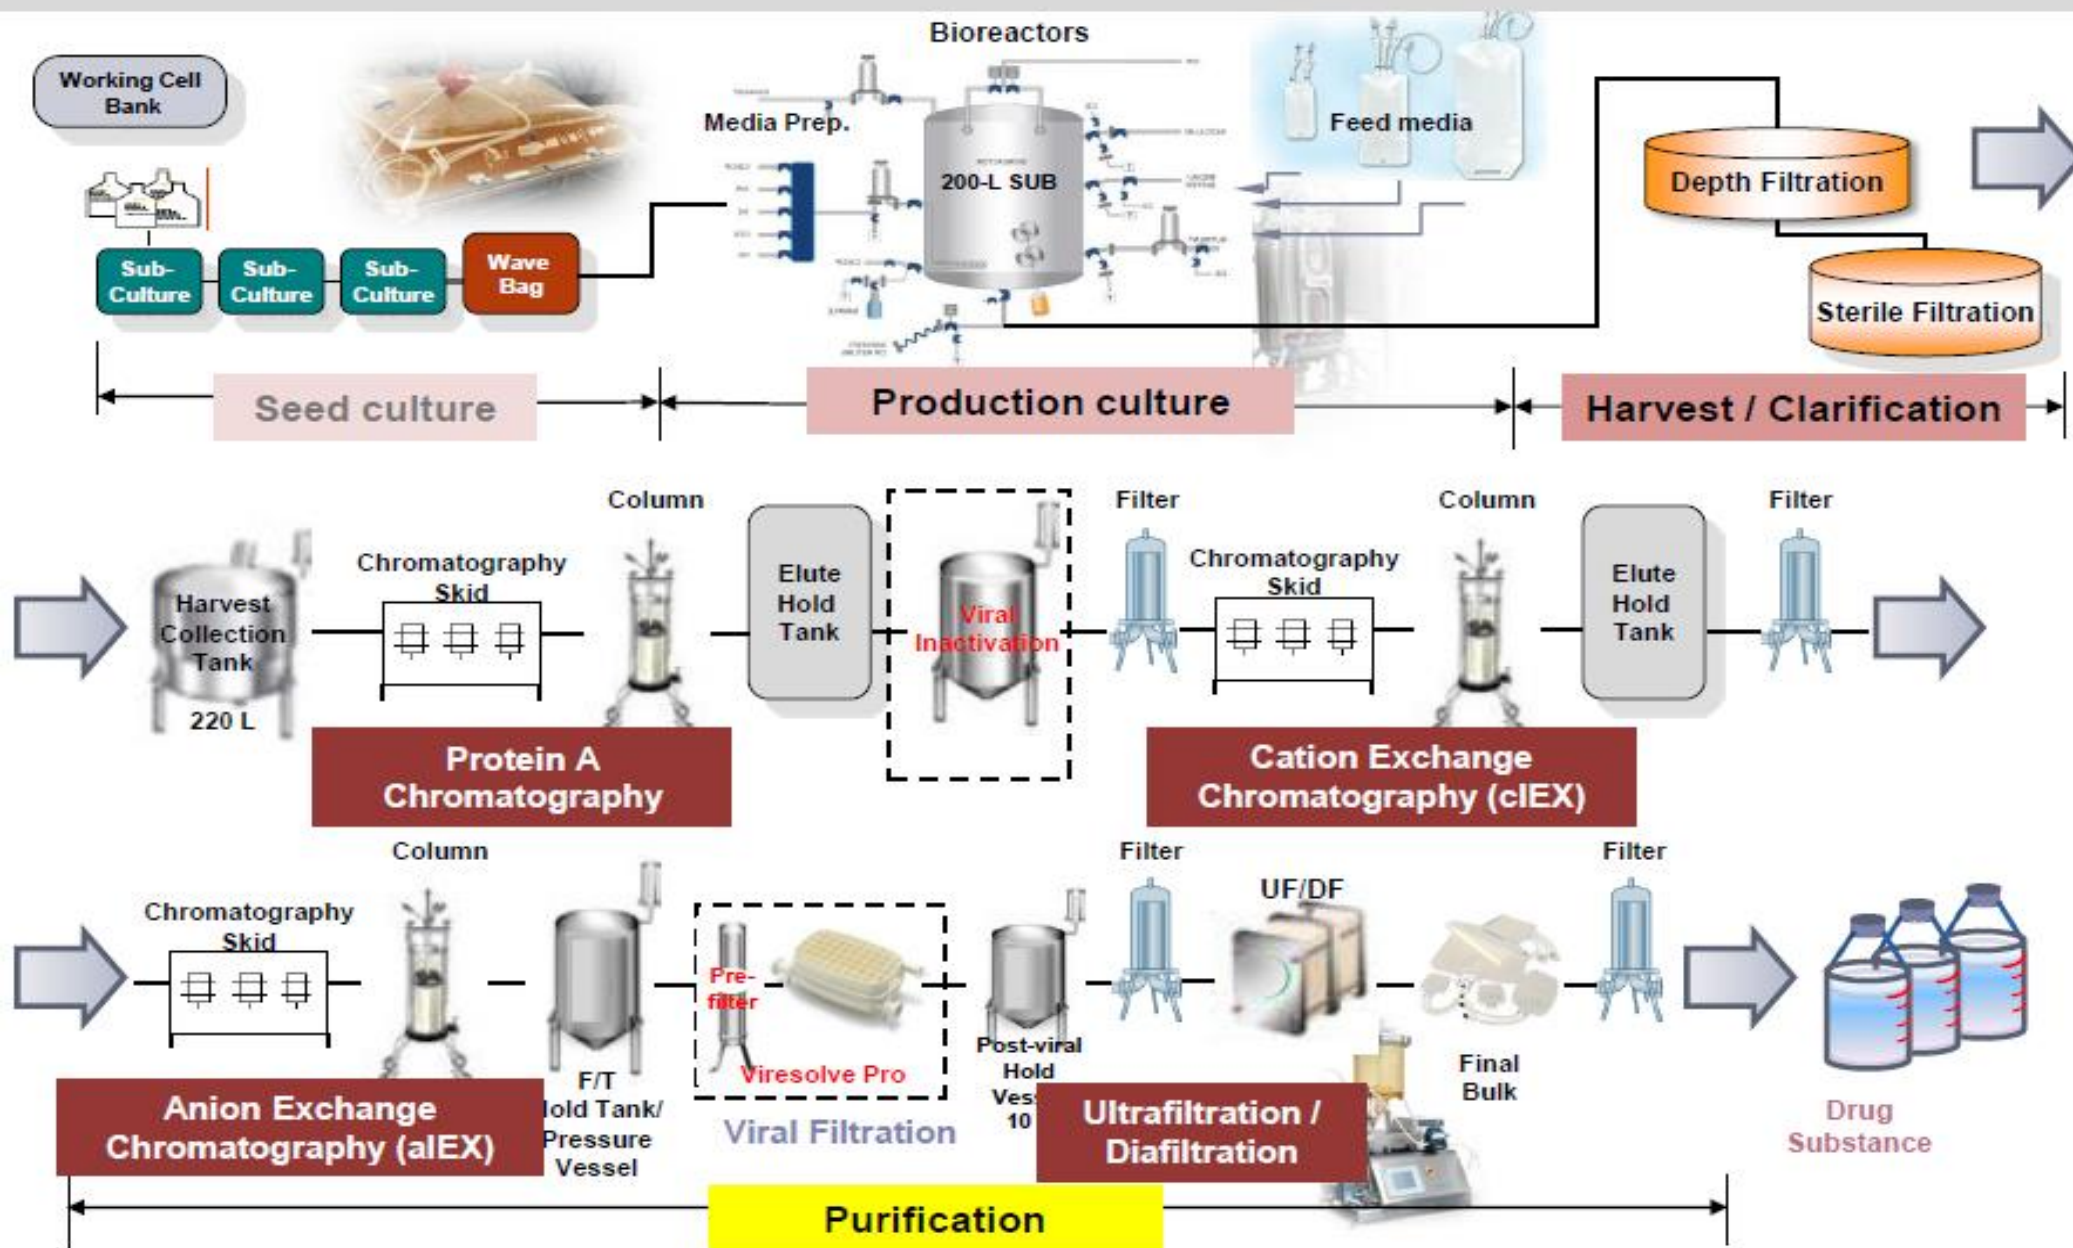 Bioreactors
Working Cell
Bank
Media Prep.
Feed media
200-L SUB
Depth Filtration
Sub-
Culture
Sub-
Culture
Sub-
Culture
Wave
Bag
Sterile Filtration
Seed culture
Production culture
Harvest / Clarification
Column
Filter
Column
Filter
Harvest
Collection
Tank
220 L
Chromatography
Skid
Elute
Hold
Tank
Viral
Inactivation
Chromatography
Skid
Elute
Hold
Tank
Protein A
Chromatography
Cation Exchange
Chromatography (cIEX)
Column
Filter
Filter
Chromatography
Skid
UF/DF
Pre-
filter
Viresolve Pro
Viral Filtration
F/T
Hold Tank/
Pressure
Vessel
Post-viral
Hold
Vess
10
Final
Bulk
Anion Exchange
Chromatography (aIEX)
Ultrafiltration /
Diafiltration
Drug
Substance
Purification